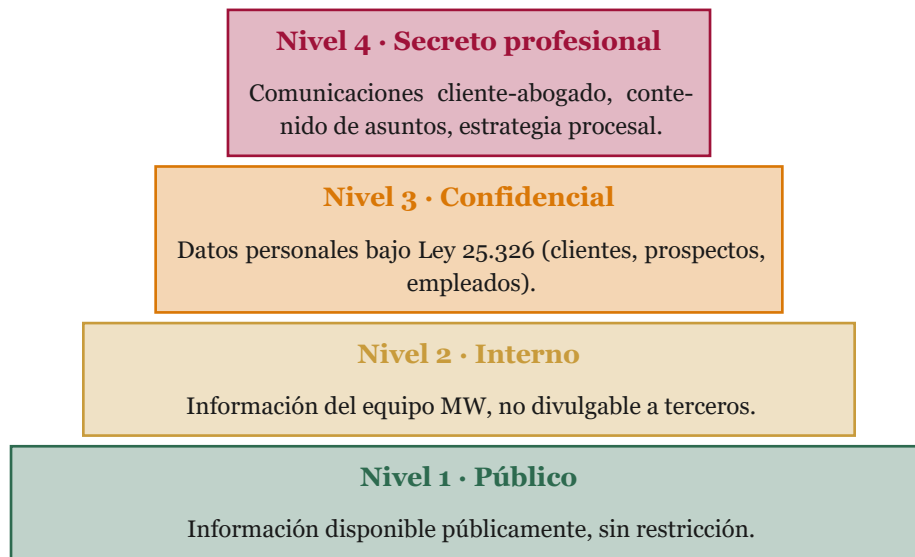 Nivel 4 · Secreto profesional
Comunicaciones cliente-abogado, conte-
nido de asuntos, estrategia procesal.
Nivel 3 · Confidencial
Datos personales bajo Ley 25.326 (clientes, prospectos,
empleados).
Nivel 2 · Interno
Información del equipo MW, no divulgable a terceros.
Nivel 1 · Público
Información disponible públicamente, sin restricción.